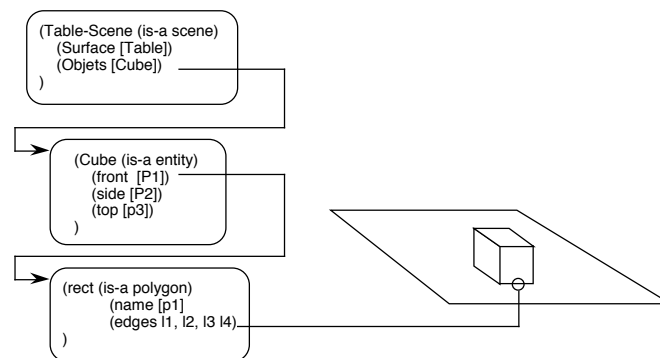 (Table-Scene (is-a scene)
(Surface [Table])
(Objets [Cube])
)
(Cube (is-a entity)
(front [P1])
(side [P2])
(top [p3])
)
(rect (is-a polygon)
(name [p1]
(edges l1, l2, l3 l4)
)